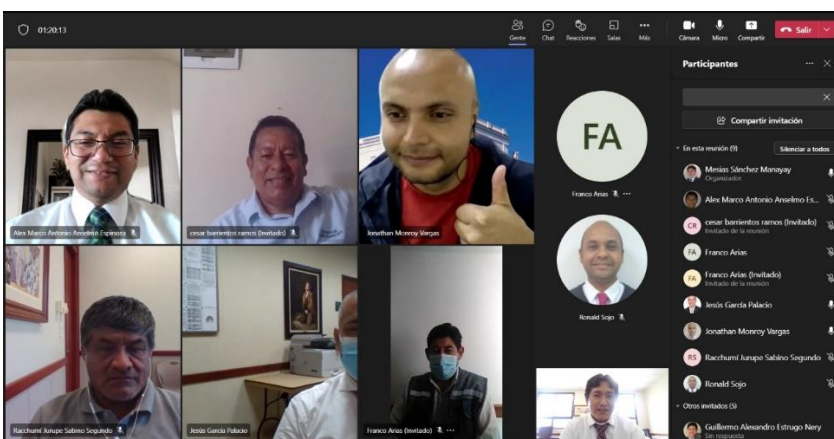 01:20:13
Gente
Chat
Reacciones
Salas
Más
Cámara
Micro
Compartir
Salir
Alex Marco Antonio Anselmo Espinoza
cesar barrientos ramos (Invitado)
Jonathan Monroy Vargas
FA
Franco Arias
Ronald Sojo
Racchumí Jurupe Sabino Segundo
Jesús García Palacio
Franco Arias (Invitado)
Participantes
Compartir invitación
En esta reunión (9)
Silenciar a todos
Mesías Sánchez Manayay
Organizador
Alex Marco Antonio Anselmo Es...
CR
cesar barrientos ramos (Invitado)
Invitado de la reunión
FA
Franco Arias
FA
Franco Arias (Invitado)
Invitado de la reunión
Jesús García Palacio
Jonathan Monroy Vargas
RS
Racchumí Jurupe Sabino Segundo
Ronald Sojo
Otros invitados (5)
Guillermo Alexandro Estrugo Nery
Sin respuesta